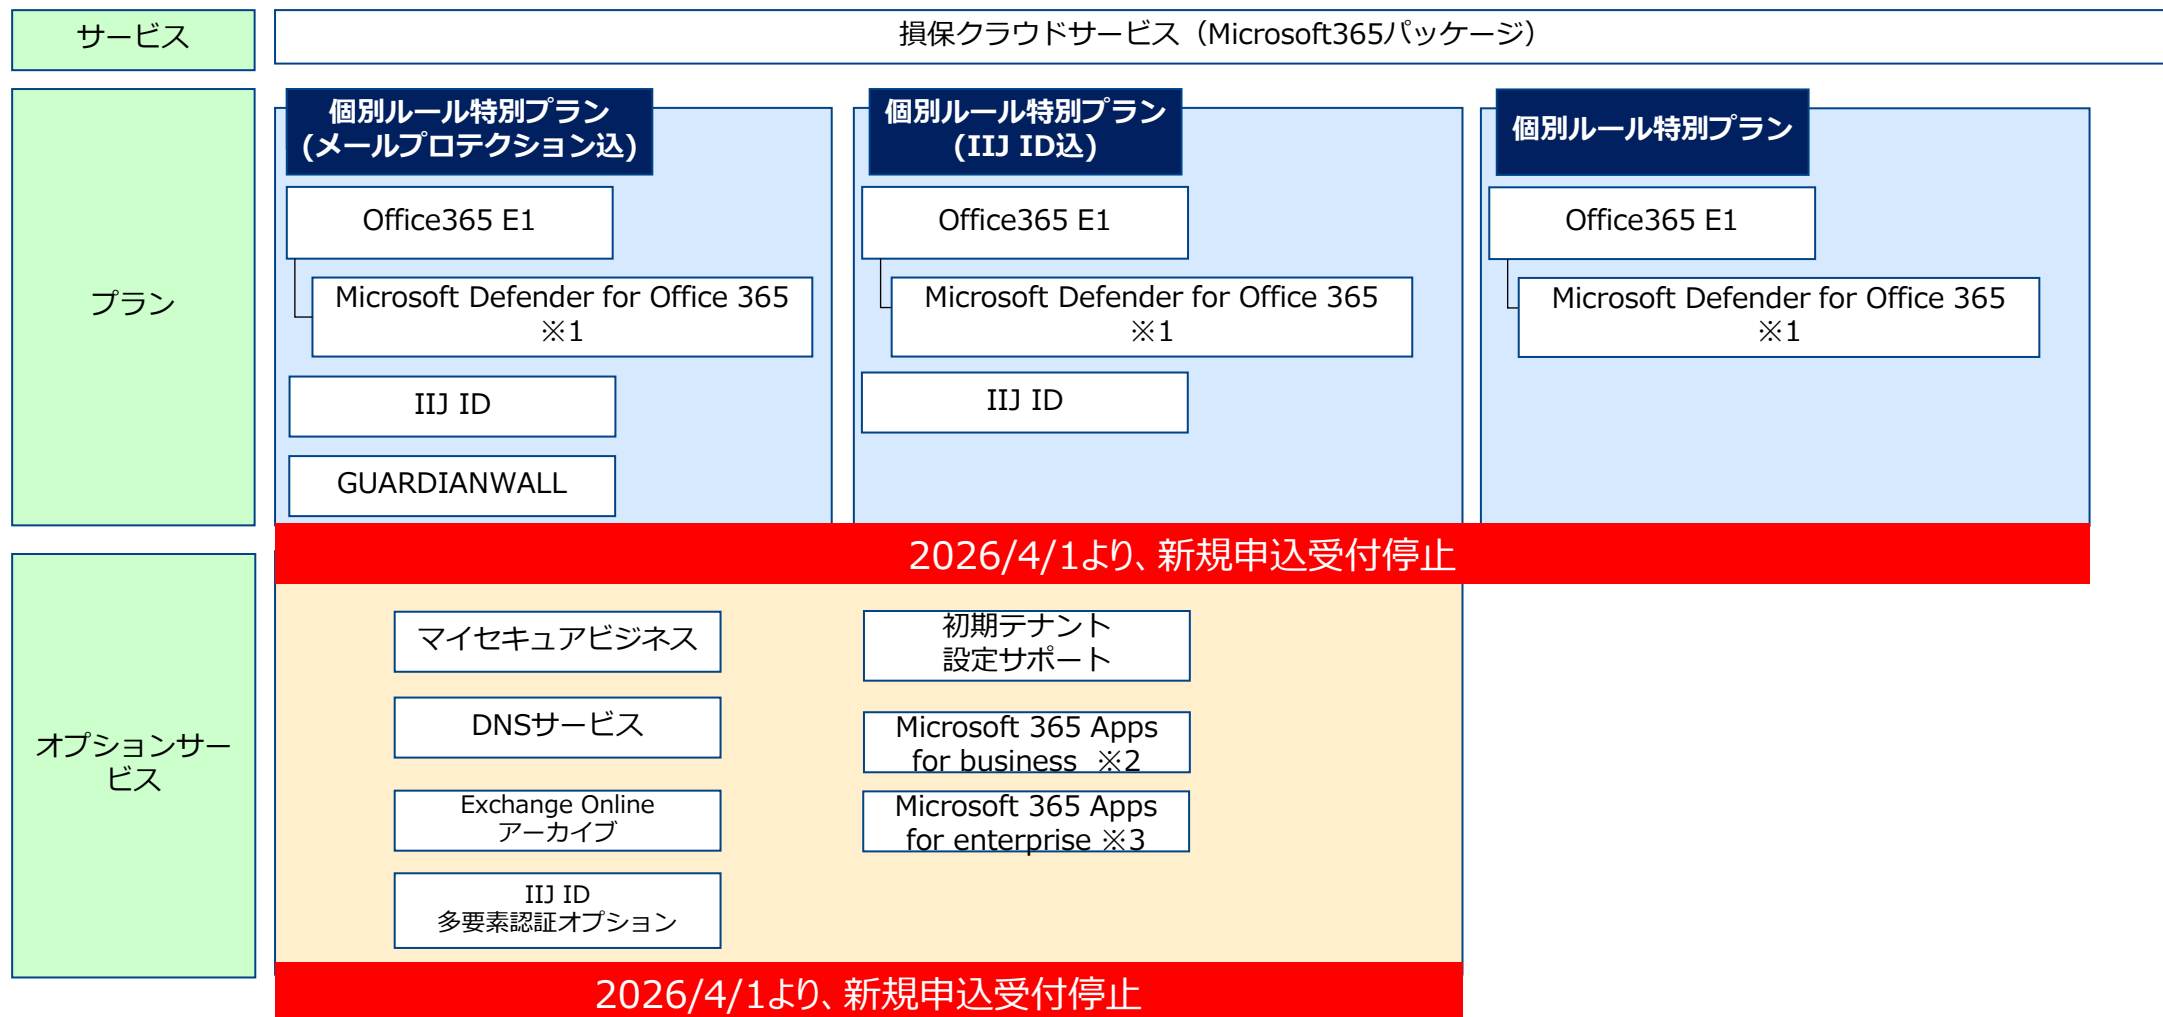 サービス
損保クラウドサービス（Microsoft365パッケージ）
プラン
個別ルール特別プラン
(メールプロテクション込)
Office365 E1
Microsoft Defender for Office 365
※1
IIJ ID
GUARDIANWALL
個別ルール特別プラン
(IIJ ID込)
Office365 E1
Microsoft Defender for Office 365
※1
IIJ ID
個別ルール特別プラン
Office365 E1
Microsoft Defender for Office 365
※1
2026/4/1より、新規申込受付停止
オプションサー
ビス
マイセキュアビジネス
DNSサービス
Exchange Online
アーカイブ
IIJ ID
多要素認証オプション
初期テナント
設定サポート
Microsoft 365 Apps
for business ※2
Microsoft 365 Apps
for enterprise ※3
2026/4/1より、新規申込受付停止